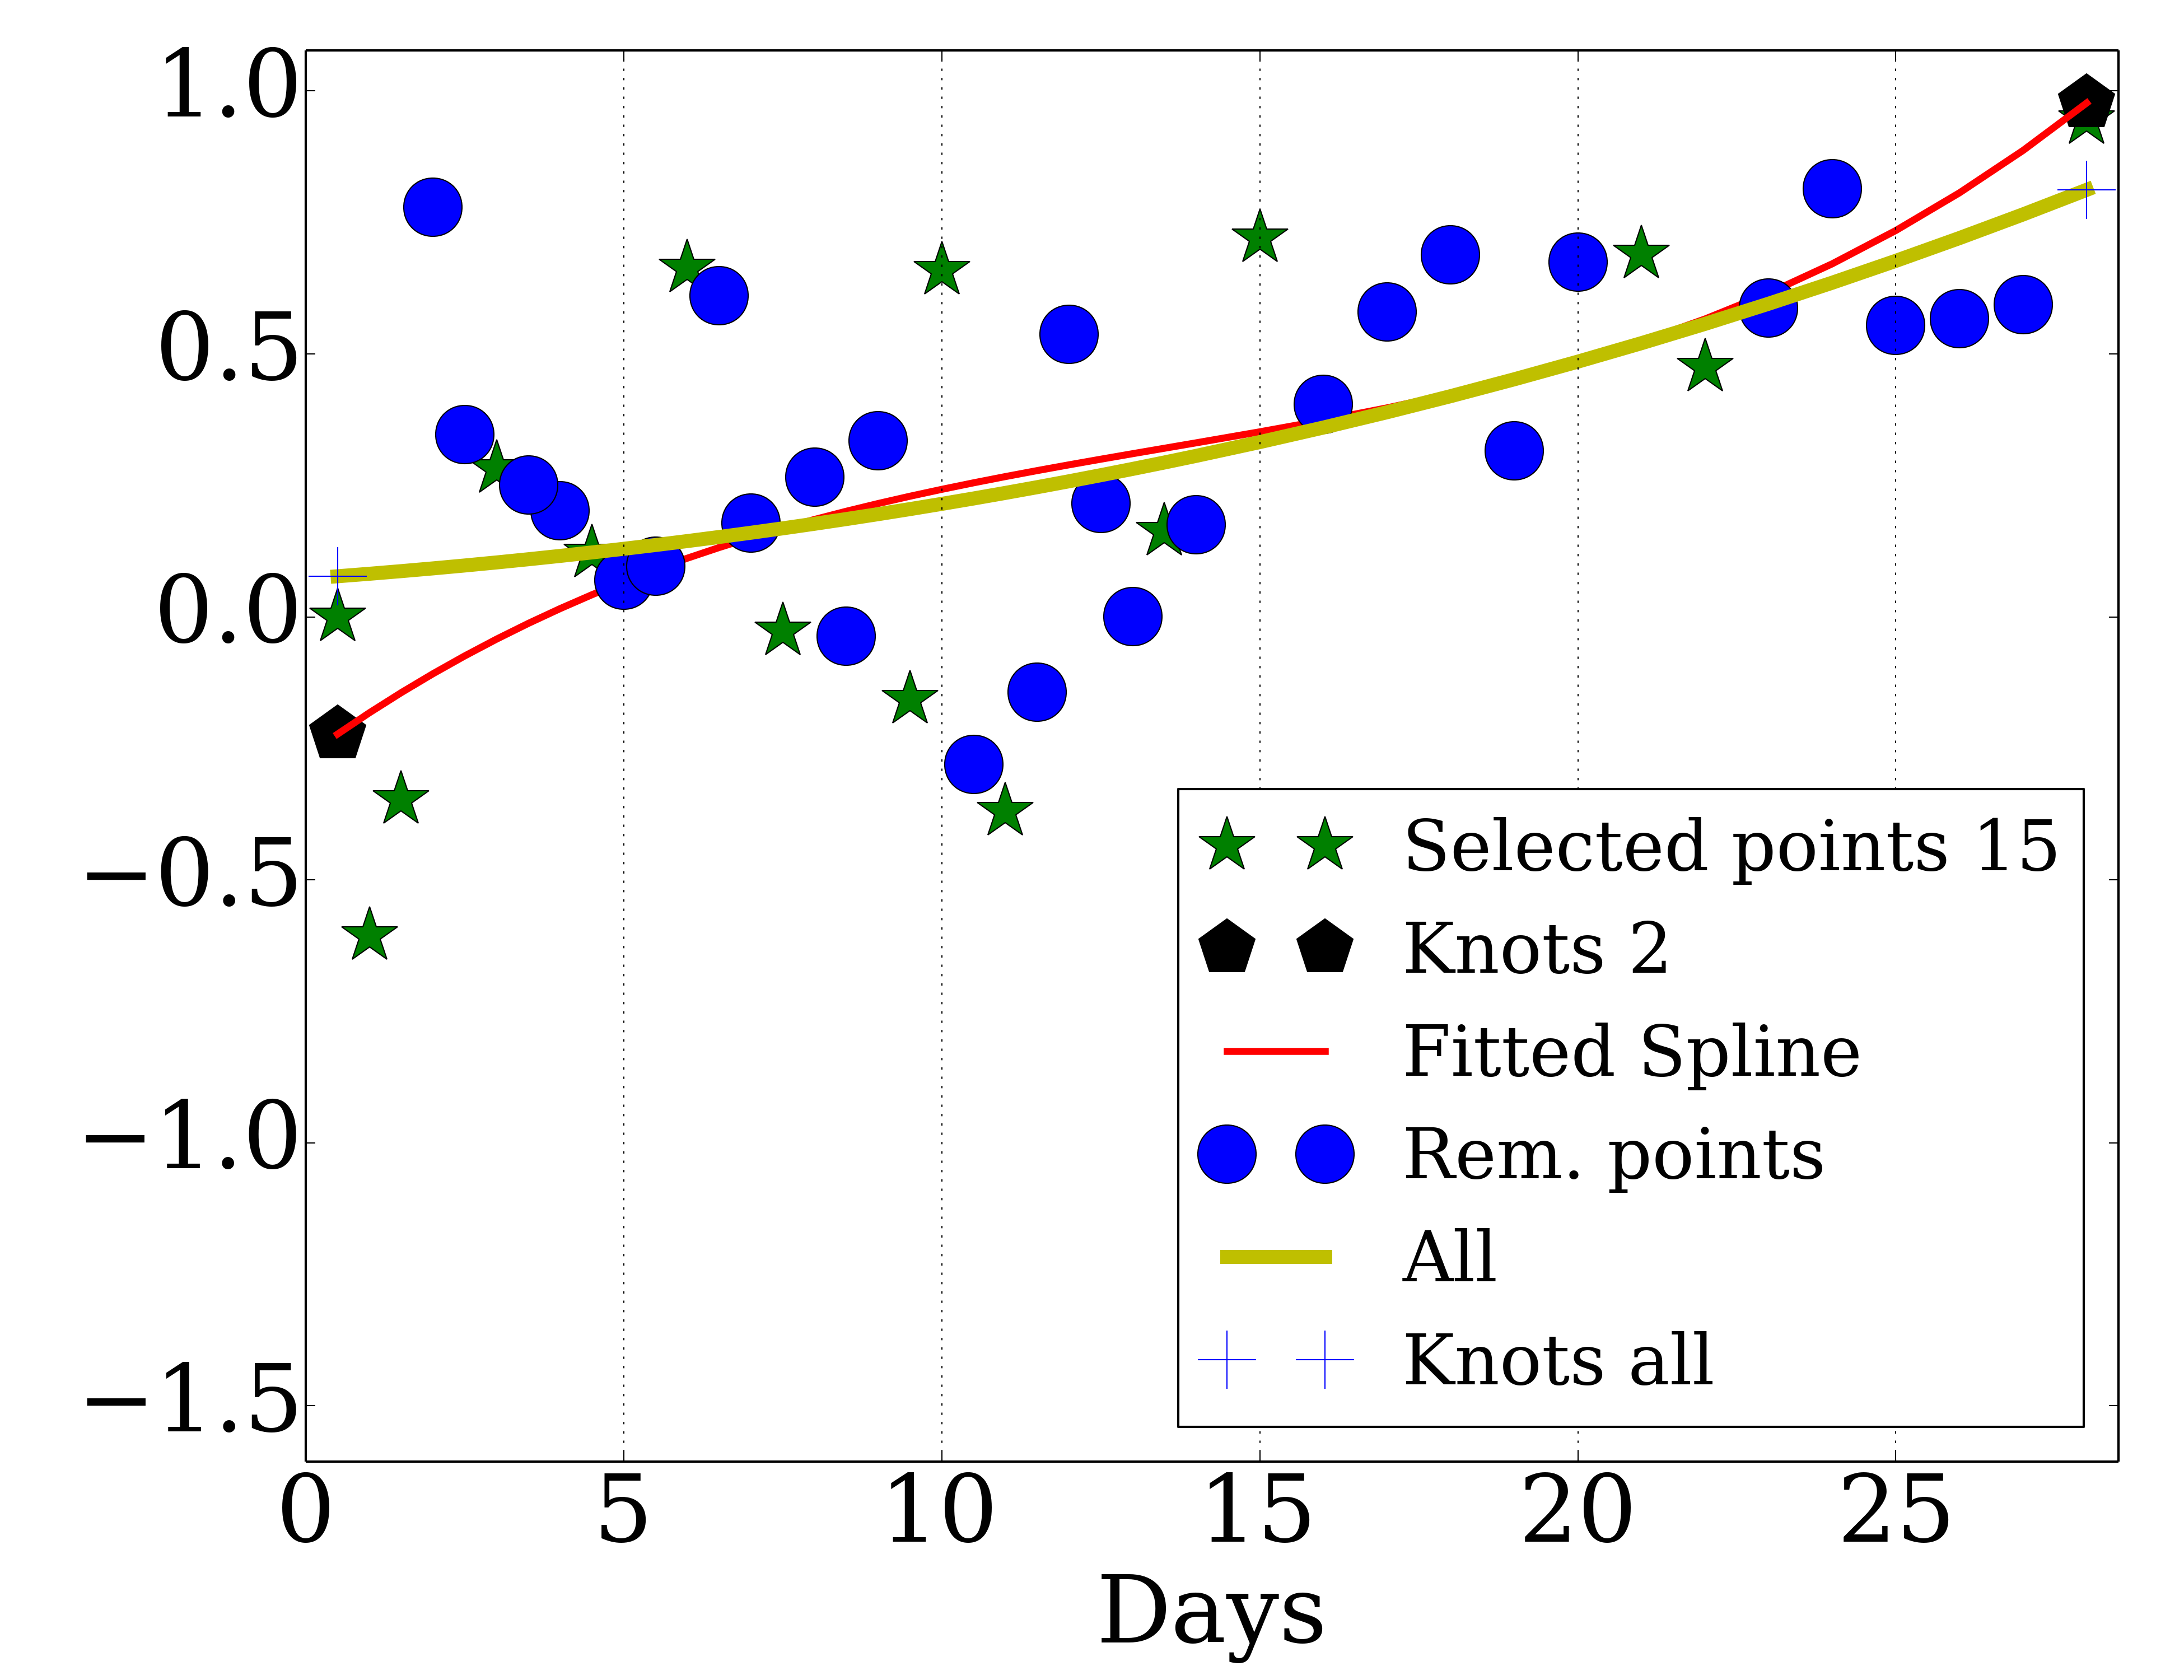 1.0
0.5
0.0
−0.5
−1.0
−1.5
0 5 10 15 20 25
Days
Selected points 15
Knots 2
Fitted Spline
Rem. points
All
Knots all